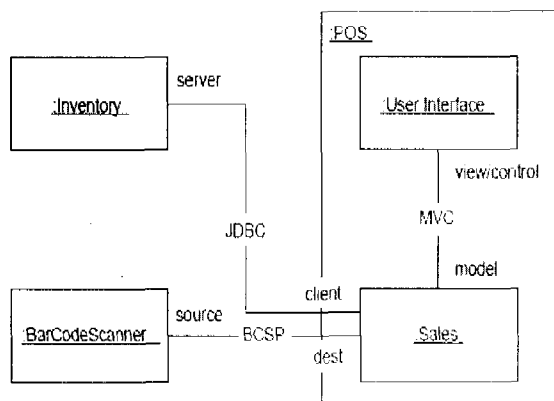 :POS
server
:Inventory
:User Interface
view/control
JDBC
MVC
client
model
source
:BarCodeScanner
BCSP
:Sales
dest